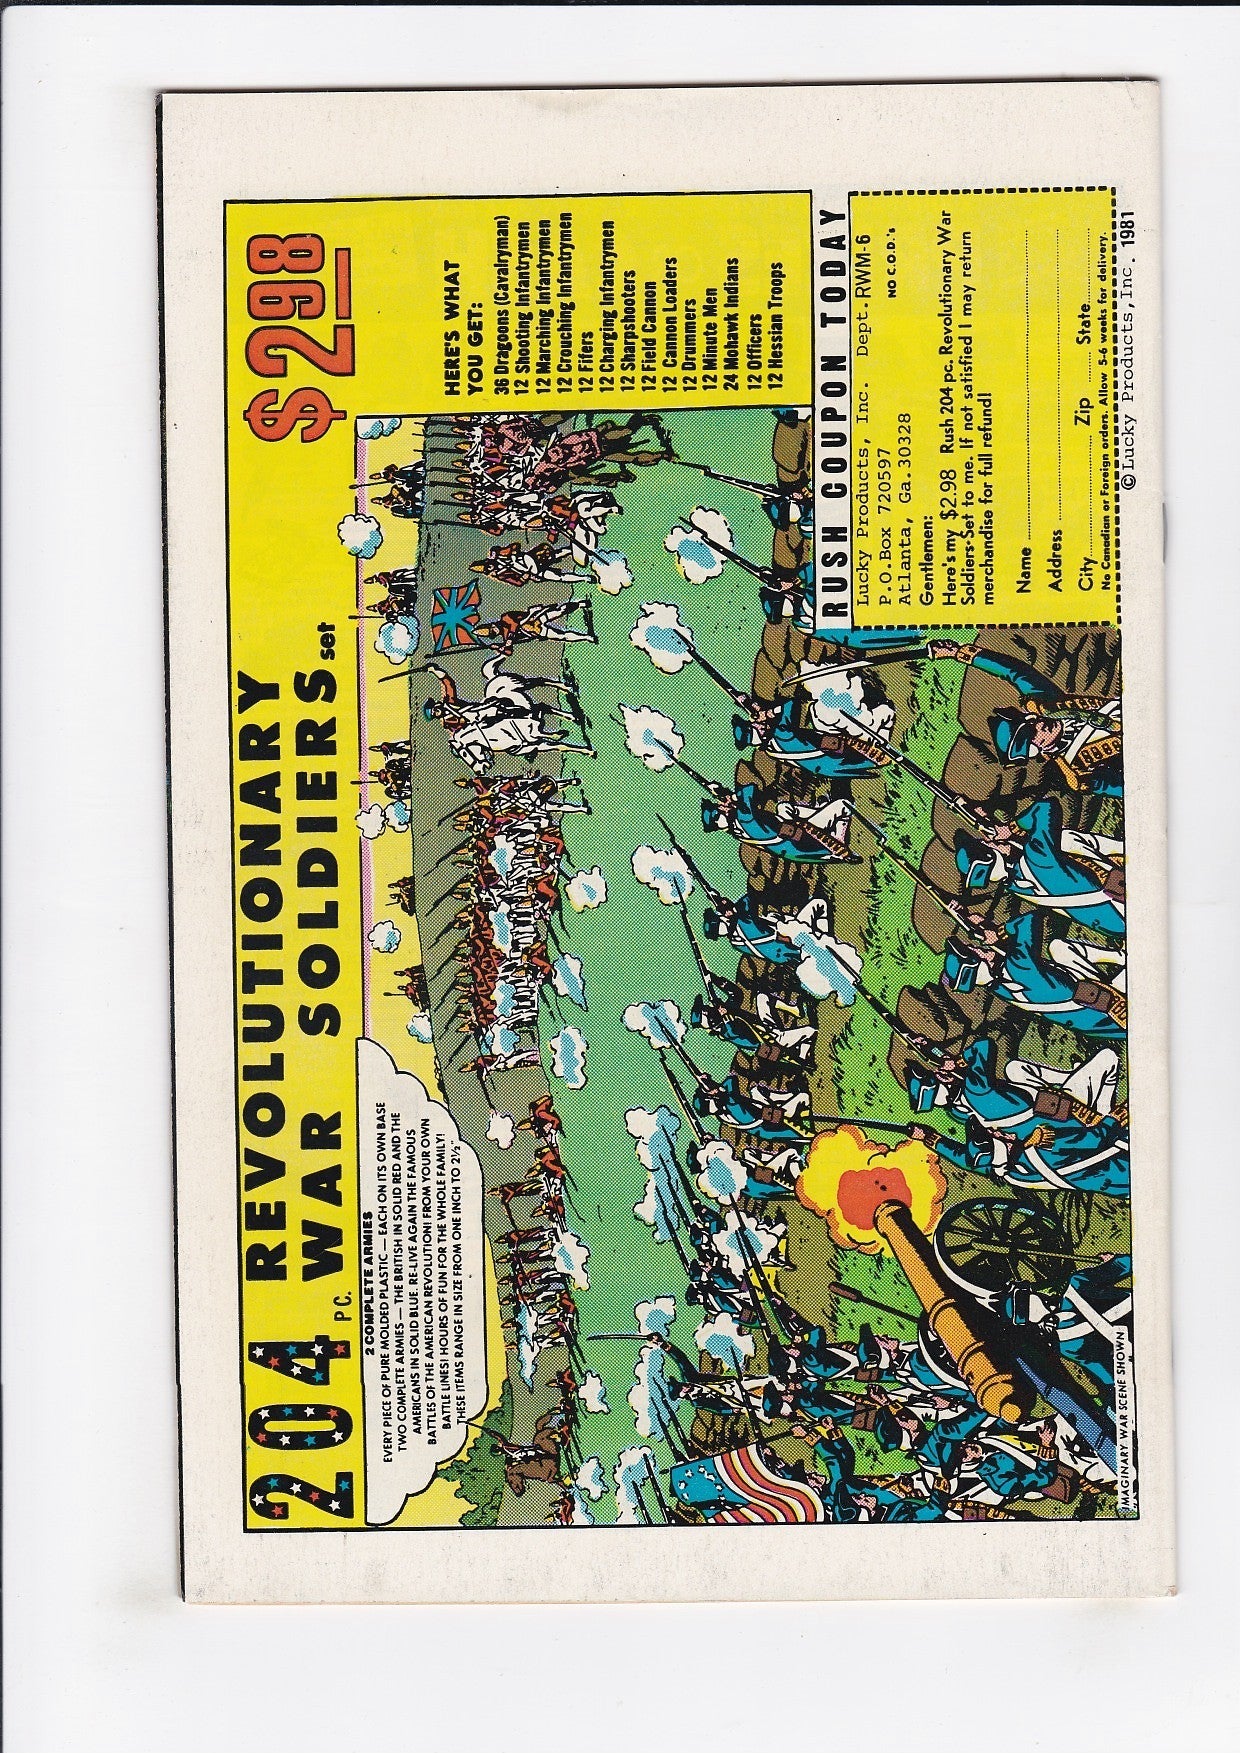 204 PC. REVOLUTIONARY
WAR SOLDIERS set
$2.98
2 COMPLETE ARMIES
EVERY PIECE OF PURE MOLDED PLASTIC — EACH ON ITS OWN BASE
TWO COMPLETE ARMIES — THE BRITISH IN SOLID RED AND THE
AMERICANS IN SOLID BLUE. RE-LIVE AGAIN THE FAMOUS
BATTLES OF THE AMERICAN REVOLUTION! FROM YOUR OWN
BATTLE LINES! HOURS OF FUN FOR THE WHOLE FAMILY!
THESE ITEMS RANGE IN SIZE FROM ONE INCH TO 2½"
HERE'S WHAT
YOU GET:
36 Dragoons (Cavalryman)
12 Shooting Infantrymen
12 Marching Infantrymen
12 Crouching Infantrymen
12 Fifers
12 Charging Infantrymen
12 Sharpshooters
12 Field Cannon
12 Cannon Loaders
12 Drummers
12 Minute Men
24 Mohawk Indians
12 Officers
12 Hessian Troops
IMAGINARY WAR SCENE SHOWN
RUSH COUPON TODAY
Lucky Products, Inc. Dept.RWM-6
P.O.Box 720597 NO C.O.D.'s
Atlanta, Ga.30328
Gentlemen:
Here's my $2.98 Rush 204 pc. Revolutionary War
Soldiers-Set to me. If not satisfied I may return
merchandise for full refund!
Name
Address
City Zip State
No Canadian or Foreign orders. Allow 5-6 weeks for delivery.
© Lucky Products, Inc. 1981